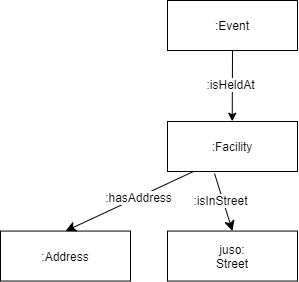 :Event
:isHeldAt
:Facility
:hasAddress
:isInStreet
:Address
juso:
Street